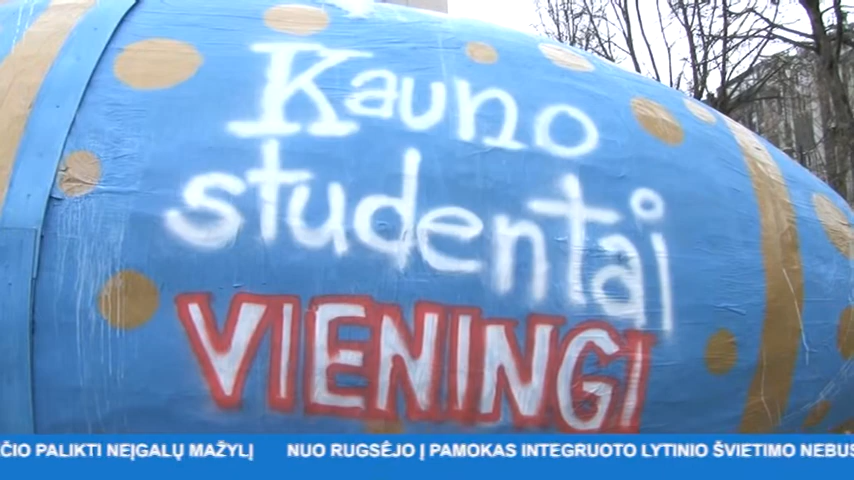 Kauno
studentai
VIENINGI
ČIO PALIKTI NEĮGALŲ MAŽYLĮ NUO RUGSĖJO Į PAMOKAS INTEGRUOTO LYTINIO ŠVIETIMO NEBUS